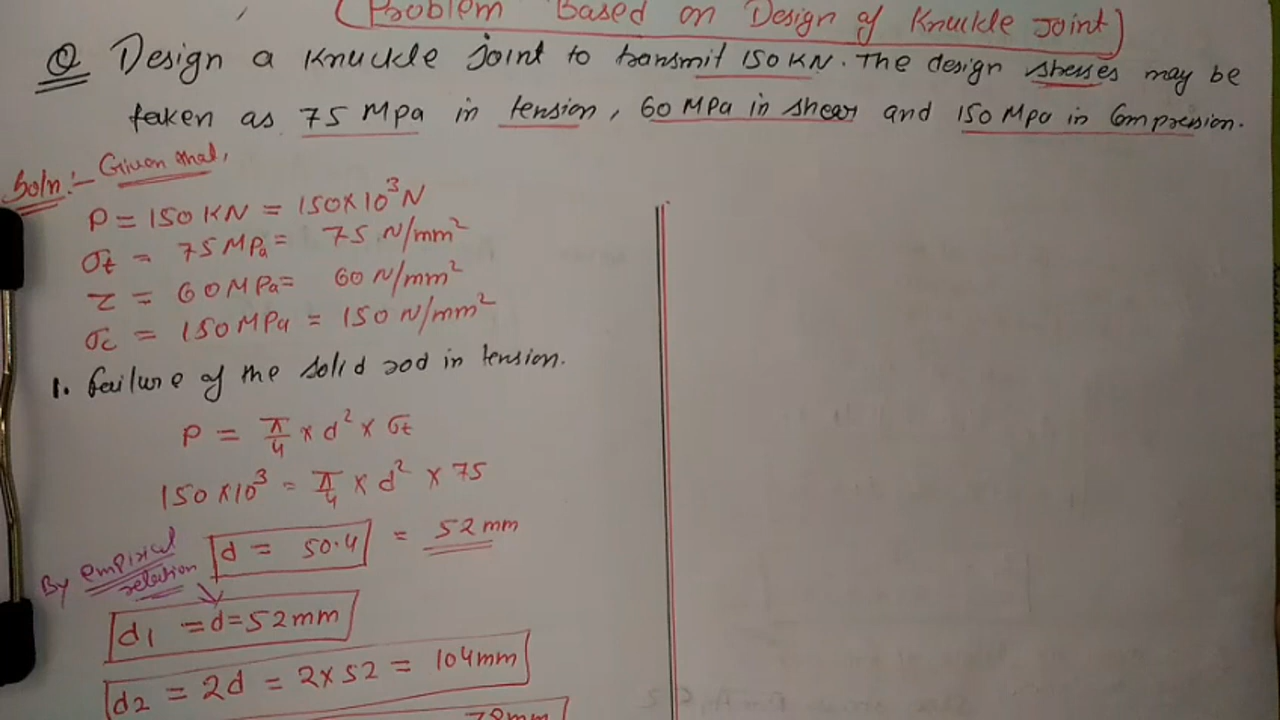 (Problem Based on Design of Knuckle Joint)
Q Design a Knuckle joint to transmit 150 KN. The design stresses may be
taken as 75 MPa in tension, 60 MPa in shear and 150 MPa in Compression.
Soln:- Given that,
P = 150 KN = 150×10³ N
σt = 75 MPa = 75 N/mm²
τ = 60 MPa = 60 N/mm²
σc = 150 MPa = 150 N/mm²
1. Failure of the solid rod in tension.
P = π/4 × d² × σt
150×10³ = π/4 × d² × 75
d = 50.4 = 52 mm
By empirical relation
d1 = d = 52 mm
d2 = 2d = 2×52 = 104 mm
78mm